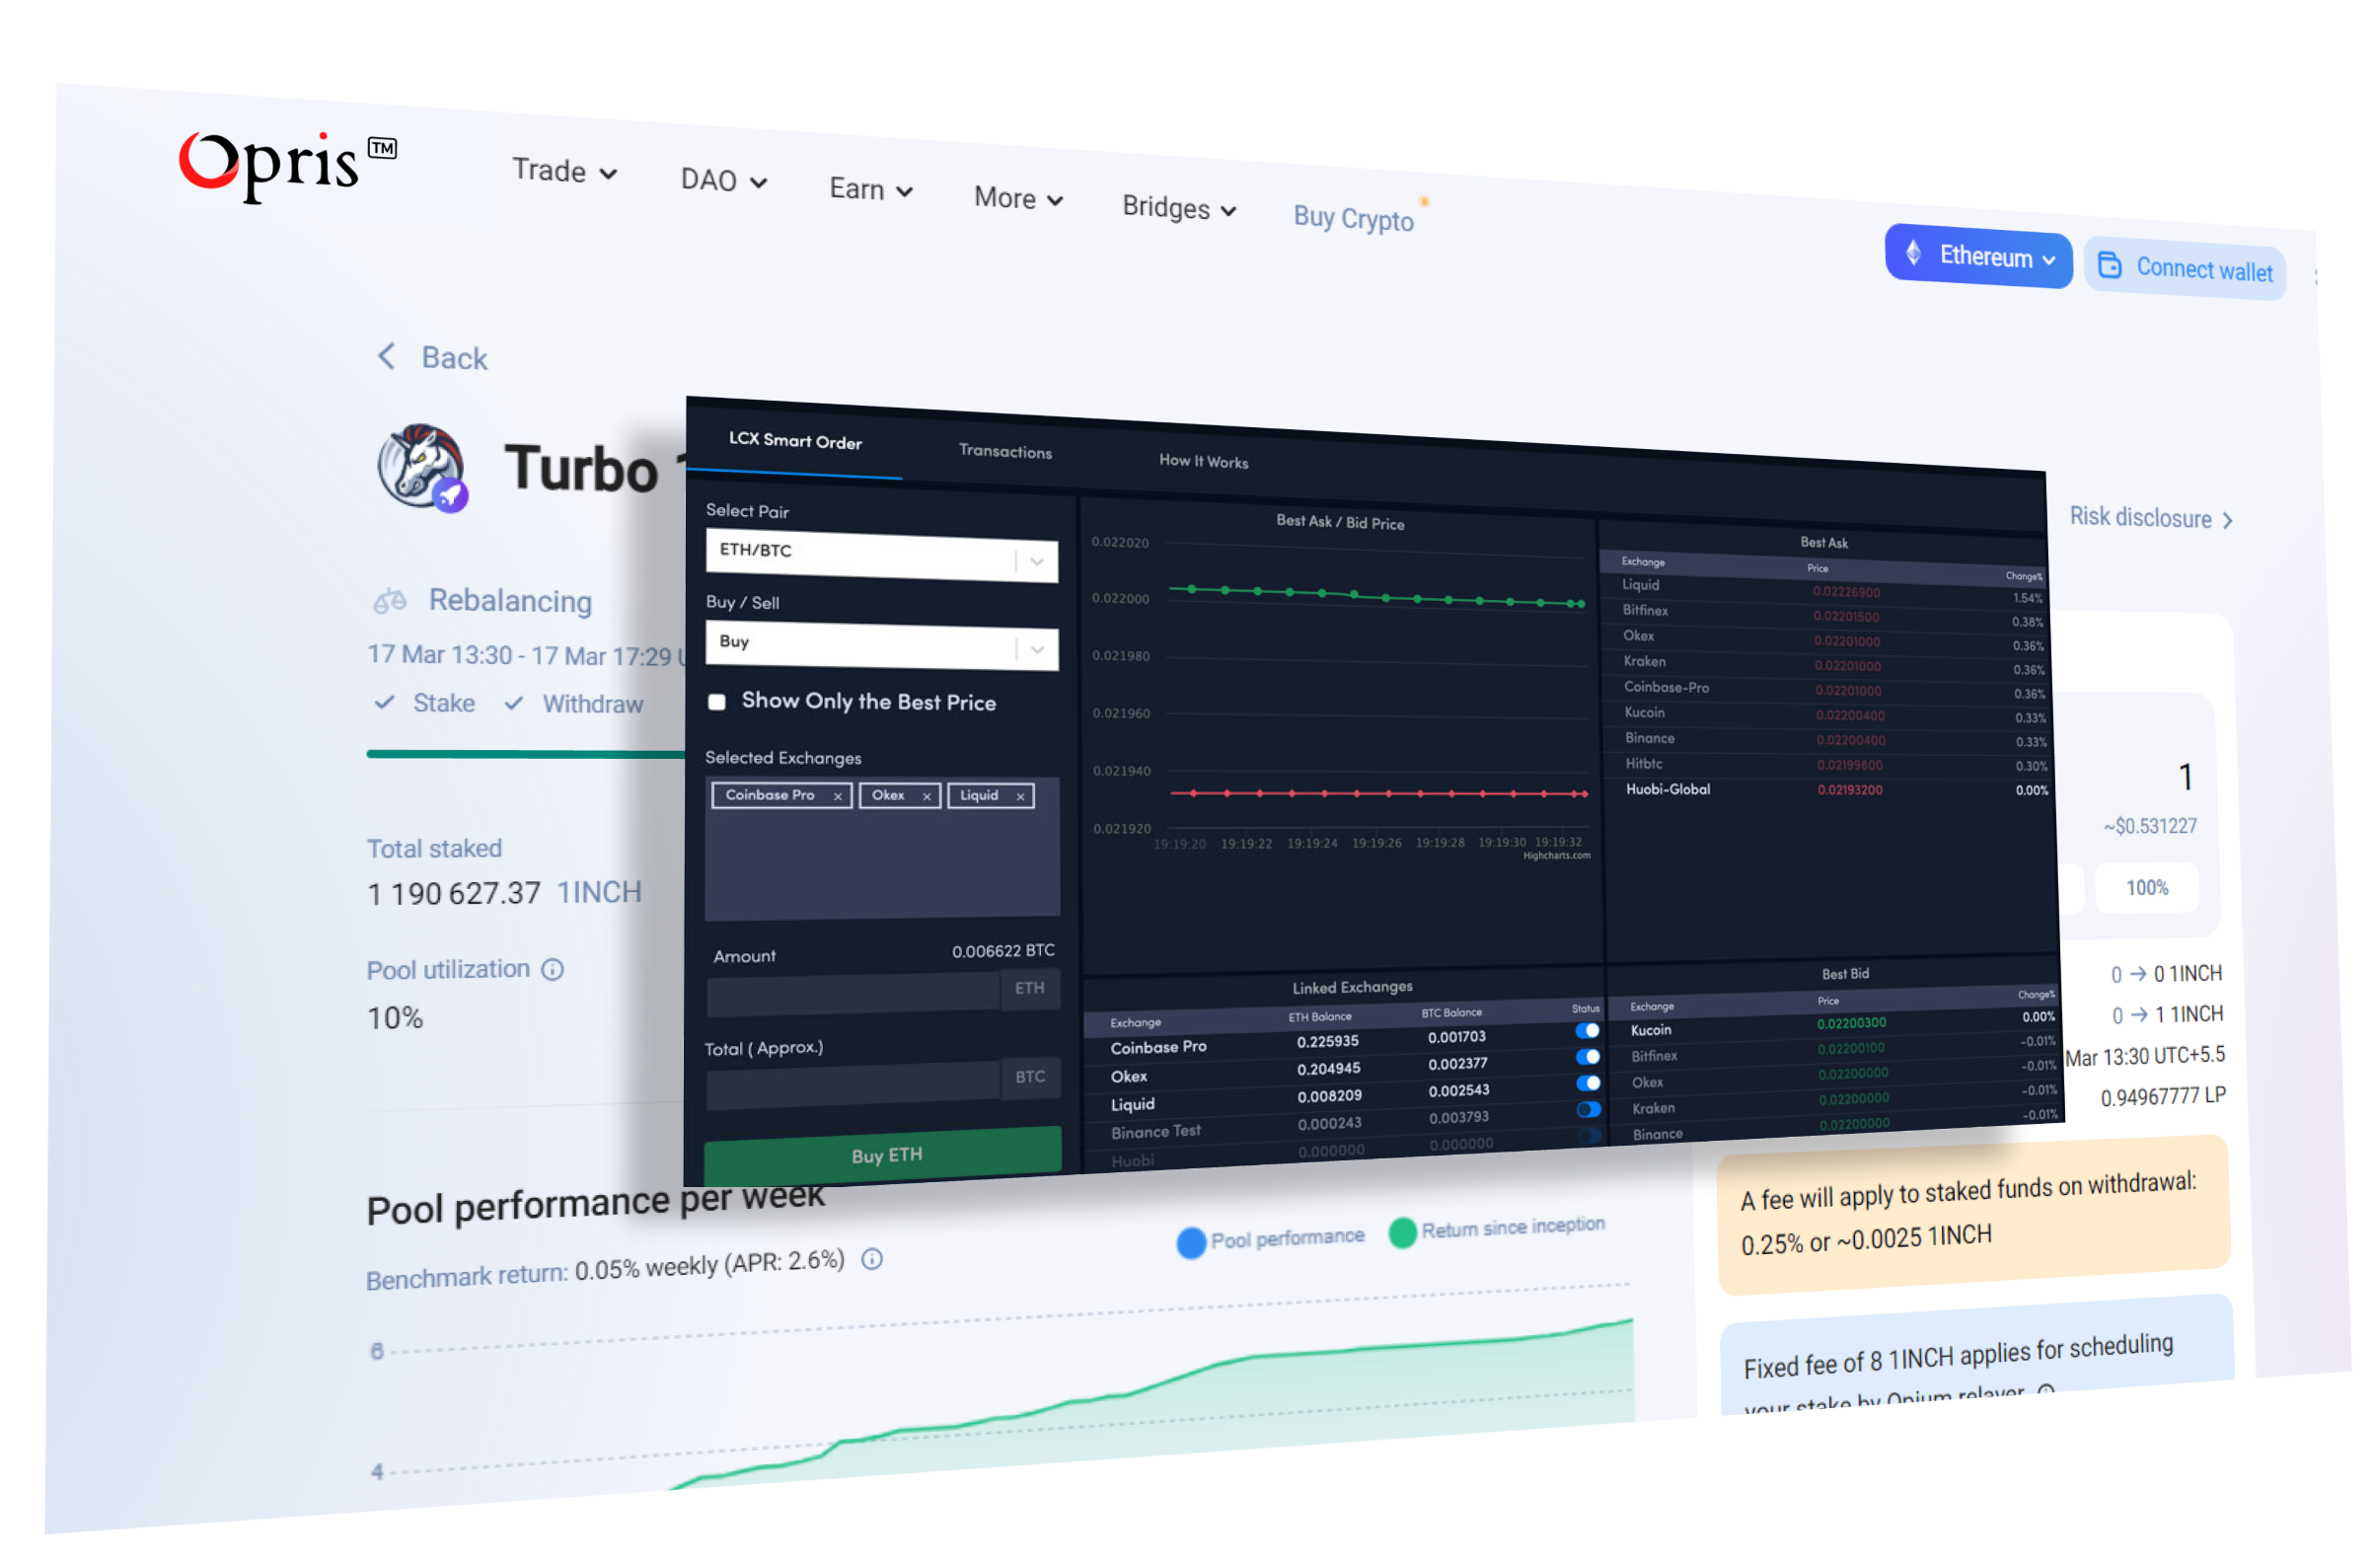 Opris TM
Trade
DAO
Earn
More
Bridges
Buy Crypto
Ethereum
Connect wallet
Back
Turbo
Risk disclosure
Rebalancing
17 Mar 13:30 - 17 Mar 17:29
Stake
Withdraw
Total staked
1 190 627.37 1INCH
Pool utilization
10%
LCX Smart Order
Transactions
How It Works
Select Pair
ETH/BTC
Buy / Sell
Buy
Show Only the Best Price
Selected Exchanges
Coinbase Pro × Okex × Liquid ×
Amount 0.006622 BTC
ETH
Total ( Approx.)
BTC
Buy ETH
Best Ask / Bid Price
0.022020
0.022000
0.021980
0.021960
0.021940
0.021920
19:19:20 19:19:22 19:19:24 19:19:26 19:19:28 19:19:30 19:19:32
Highcharts.com
Best Ask
Exchange Price Change%
Liquid 0.02226900 1.54%
Bitfinex 0.02201500 0.38%
Okex 0.02201000 0.36%
Kraken 0.02201000 0.36%
Coinbase-Pro 0.02201000 0.36%
Kucoin 0.02200400 0.33%
Binance 0.02200400 0.33%
Hitbtc 0.02199800 0.30%
Huobi-Global 0.02193200 0.00%
Linked Exchanges
Exchange ETH Balance BTC Balance Status
Coinbase Pro 0.225935 0.001703
Okex 0.204945 0.002377
Liquid 0.008209 0.002543
Binance Test 0.000243 0.003793
Huobi 0.000000 0.000000
Best Bid
Exchange Price Change%
Kucoin 0.02200300 0.00%
Bitfinex 0.02200100 -0.01%
Okex 0.02200000 -0.01%
Kraken 0.02200000 -0.01%
Binance 0.02200000 -0.01%
1
~$0.531227
100%
0 → 0 1INCH
0 → 1 1INCH
Mar 13:30 UTC+5.5
0.94967777 LP
A fee will apply to staked funds on withdrawal:
0.25% or ~0.0025 1INCH
Fixed fee of 8 1INCH applies for scheduling
your stake by Opium relayer
Pool performance per week
Benchmark return: 0.05% weekly (APR: 2.6%)
Pool performance
Return since inception
6
4